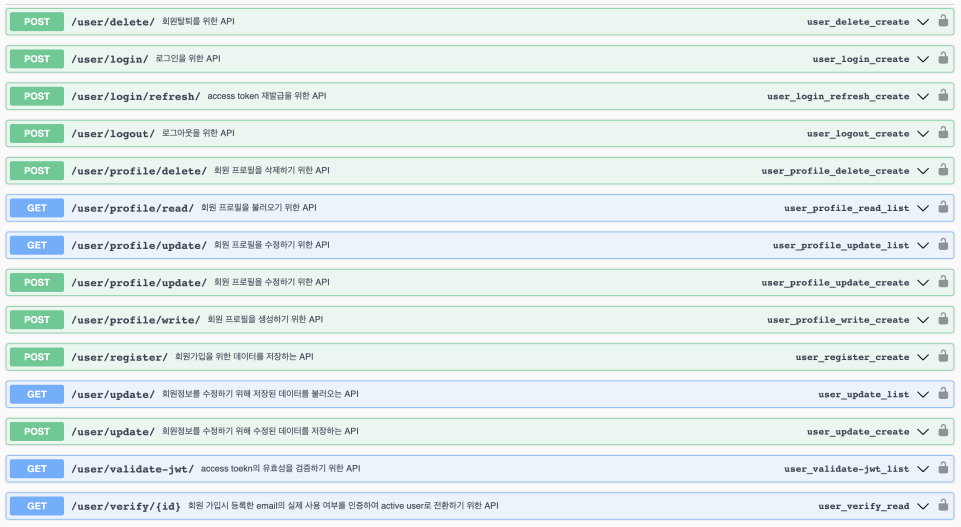 POST /user/delete/ 회원탈퇴를 위한 API user_delete_create
POST /user/login/ 로그인을 위한 API user_login_create
POST /user/login/refresh/ access token 재발급을 위한 API user_login_refresh_create
POST /user/logout/ 로그아웃을 위한 API user_logout_create
POST /user/profile/delete/ 회원 프로필을 삭제하기 위한 API user_profile_delete_create
GET /user/profile/read/ 회원 프로필을 불러오기 위한 API user_profile_read_list
GET /user/profile/update/ 회원 프로필을 수정하기 위한 API user_profile_update_list
POST /user/profile/update/ 회원 프로필을 수정하기 위한 API user_profile_update_create
POST /user/profile/write/ 회원 프로필을 생성하기 위한 API user_profile_write_create
POST /user/register/ 회원가입을 위한 데이터를 저장하는 API user_register_create
GET /user/update/ 회원정보를 수정하기 위해 저장된 데이터를 불러오는 API user_update_list
POST /user/update/ 회원정보를 수정하기 위해 수정된 데이터를 저장하는 API user_update_create
GET /user/validate-jwt/ access toekn의 유효성을 검증하기 위한 API user_validate-jwt_list
GET /user/verify/{id} 회원 가입시 등록한 email의 실제 사용 여부를 인증하여 active user로 전환하기 위한 API user_verify_read